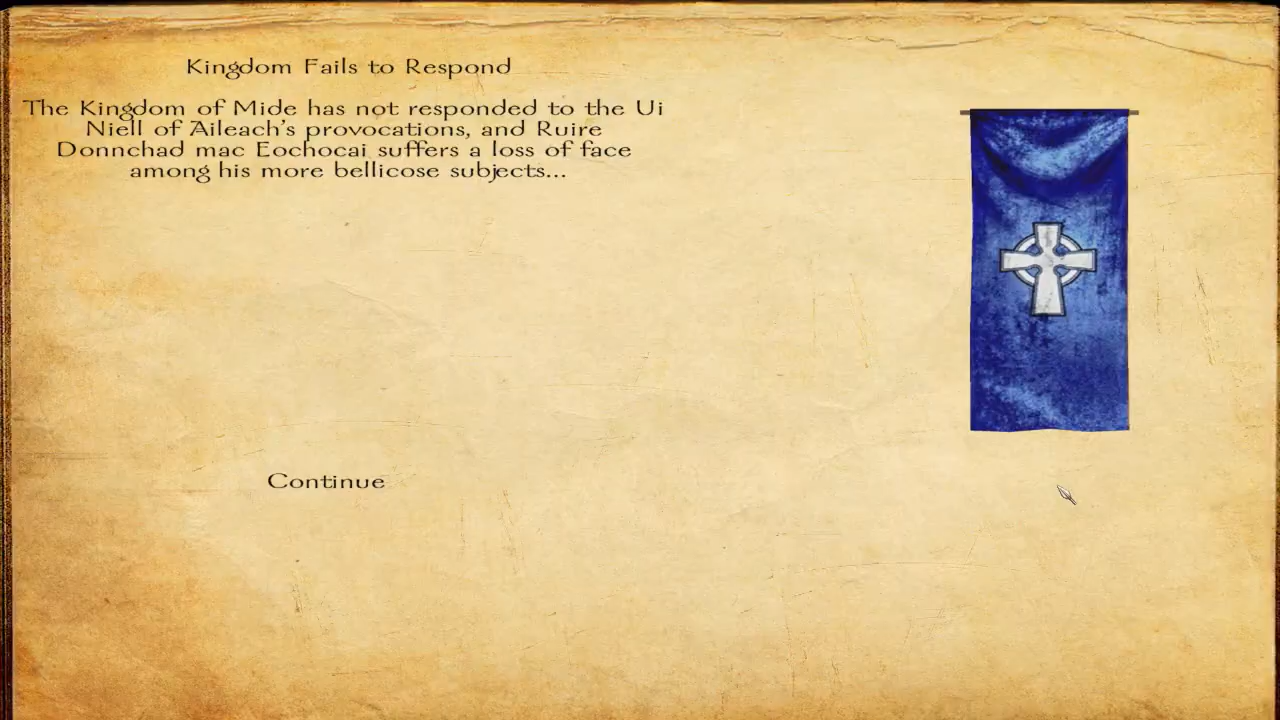 Kingdom Fails to Respond
The Kingdom of Mide has not responded to the Ui
Niell of Aileach's provocations, and Ruire
Donnchad mac Eochocai suffers a loss of face
among his more bellicose subjects...
Continue